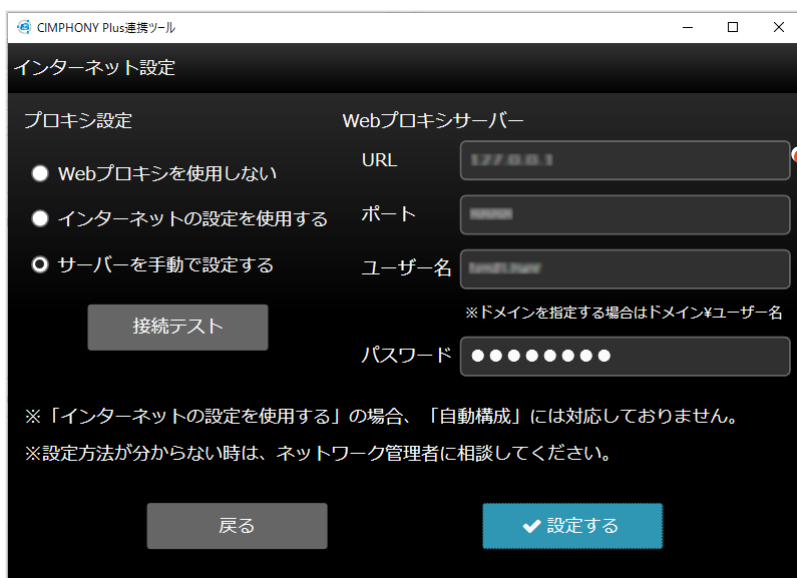 CIMPHONY Plus連携ツール
インターネット設定
プロキシ設定
Webプロキシサーバー
Webプロキシを使用しない
インターネットの設定を使用する
サーバーを手動で設定する
接続テスト
URL
127.0.0.1
ポート
ユーザー名
※ドメインを指定する場合はドメイン¥ユーザー名
パスワード
●●●●●●●●
※「インターネットの設定を使用する」の場合、「自動構成」には対応しておりません。
※設定方法が分からない時は、ネットワーク管理者に相談してください。
戻る
設定する